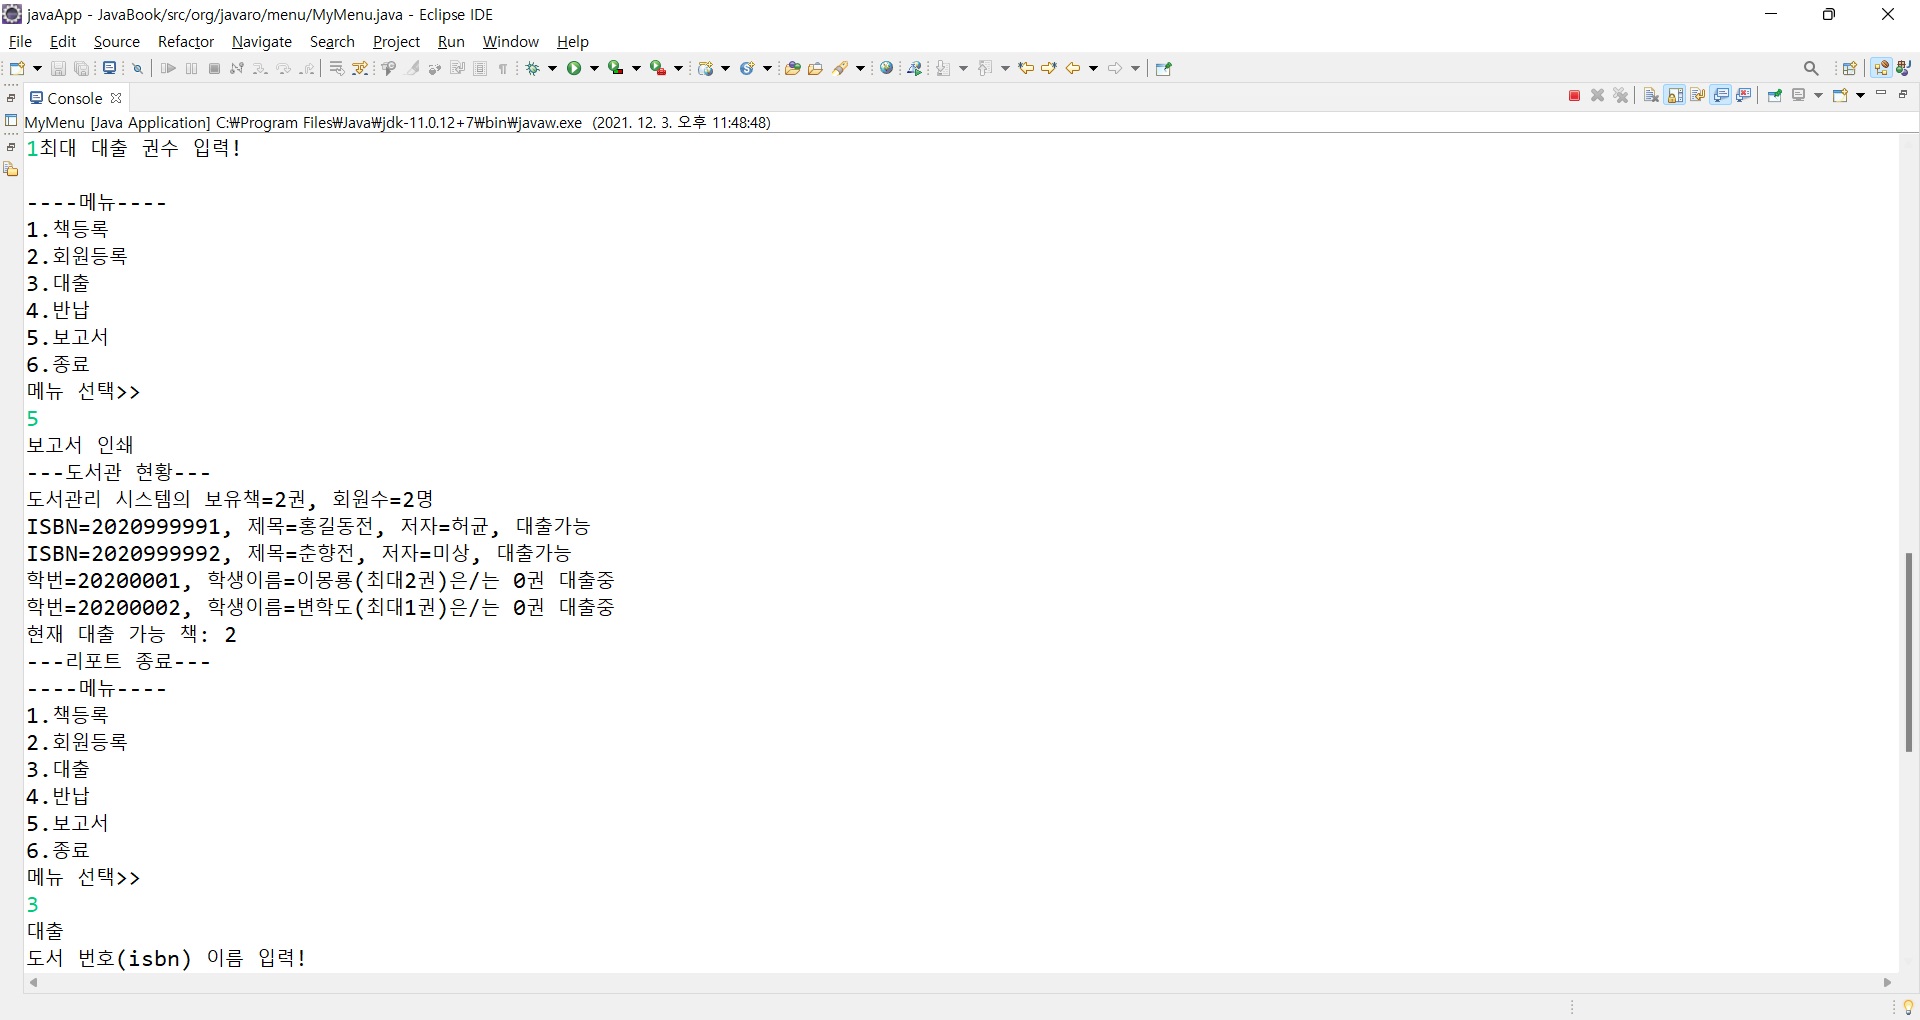 javaApp - JavaBook/src/org/javaro/menu/MyMenu.java - Eclipse IDE
File Edit Source Refactor Navigate Search Project Run Window Help
Console
MyMenu [Java Application] C:₩Program Files₩Java₩jdk-11.0.12+7₩bin₩javaw.exe (2021. 12. 3. 오후 11:48:48)
1최대 대출 권수 입력!
----메뉴----
1.책등록
2.회원등록
3.대출
4.반납
5.보고서
6.종료
메뉴 선택>>
5
보고서 인쇄
---도서관 현황---
도서관리 시스템의 보유책=2권, 회원수=2명
ISBN=2020999991, 제목=홍길동전, 저자=허균, 대출가능
ISBN=2020999992, 제목=춘향전, 저자=미상, 대출가능
학번=20200001, 학생이름=이몽룡(최대2권)은/는 0권 대출중
학번=20200002, 학생이름=변학도(최대1권)은/는 0권 대출중
현재 대출 가능 책: 2
---리포트 종료---
----메뉴----
1.책등록
2.회원등록
3.대출
4.반납
5.보고서
6.종료
메뉴 선택>>
3
대출
도서 번호(isbn) 이름 입력!